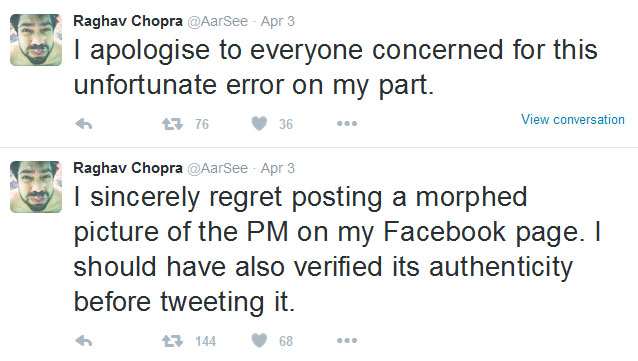 Raghav Chopra @AarSee · Apr 3
I apologise to everyone concerned for this
unfortunate error on my part.
76 36 View conversation
Raghav Chopra @AarSee · Apr 3
I sincerely regret posting a morphed
picture of the PM on my Facebook page. I
should have also verified its authenticity
before tweeting it.
144 68